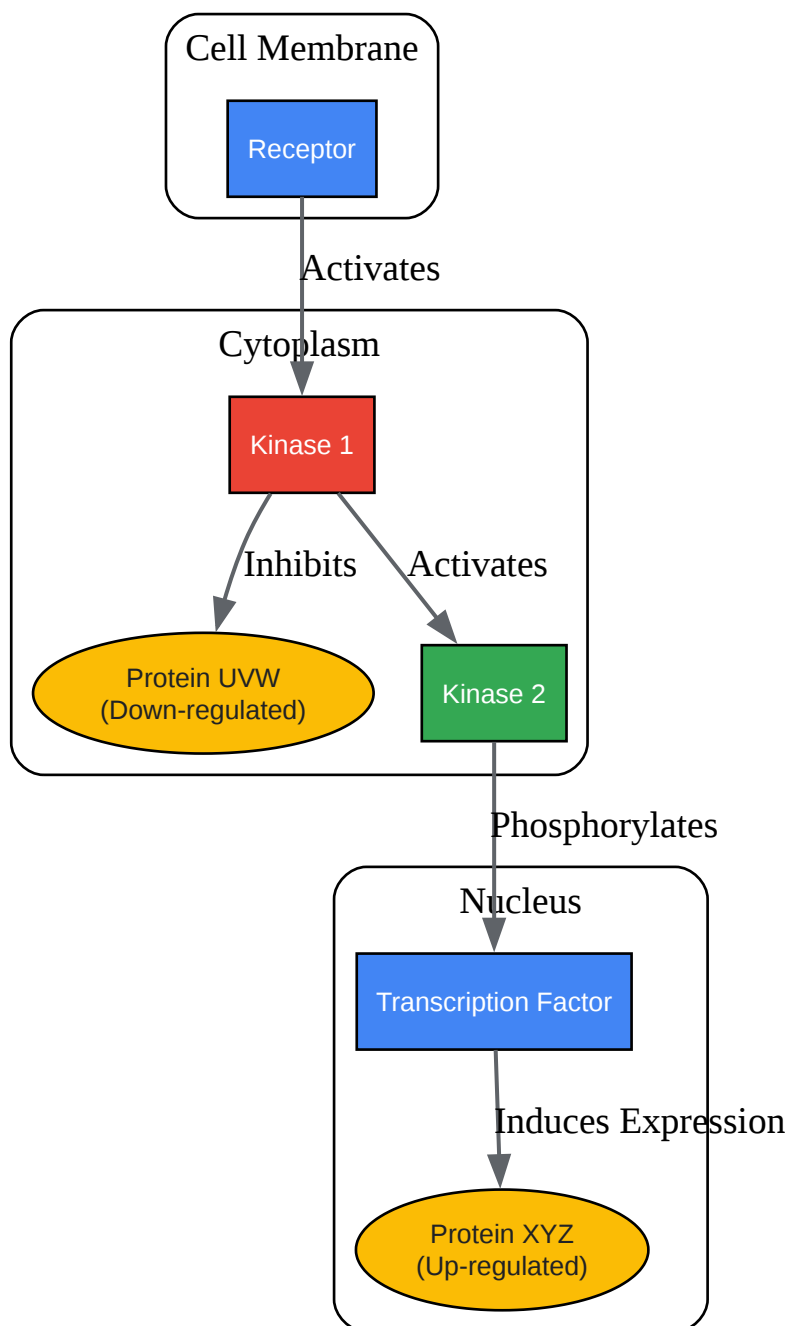 Cell Membrane
Receptor
Activates
Cytoplasm
Kinase 1
Inhibits
Activates
Protein UVW
(Down-regulated)
Kinase 2
Phosphorylates
Nucleus
Transcription Factor
Induces Expression
Protein XYZ
(Up-regulated)